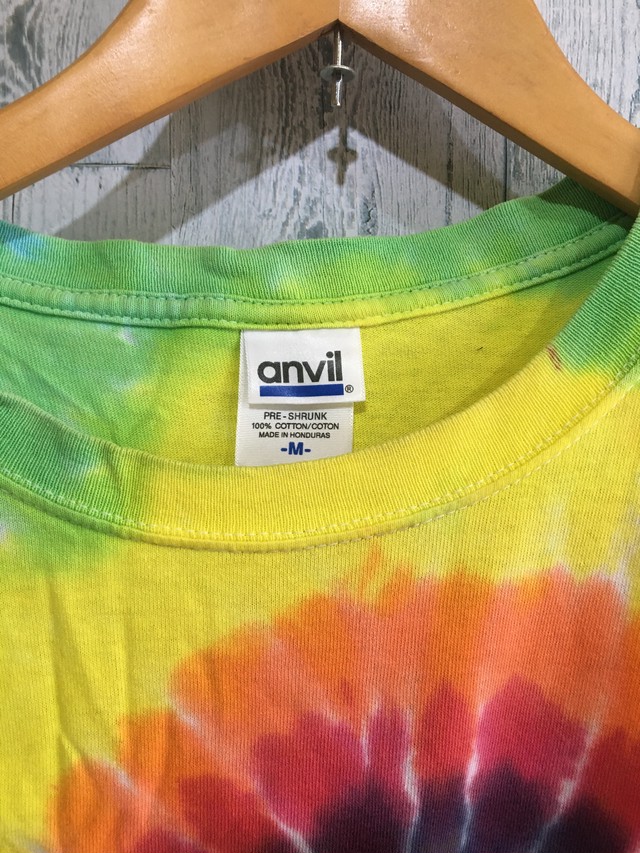 anvil®
PRE-SHRUNK
100% COTTON/COTON
MADE IN HONDURAS
-M-